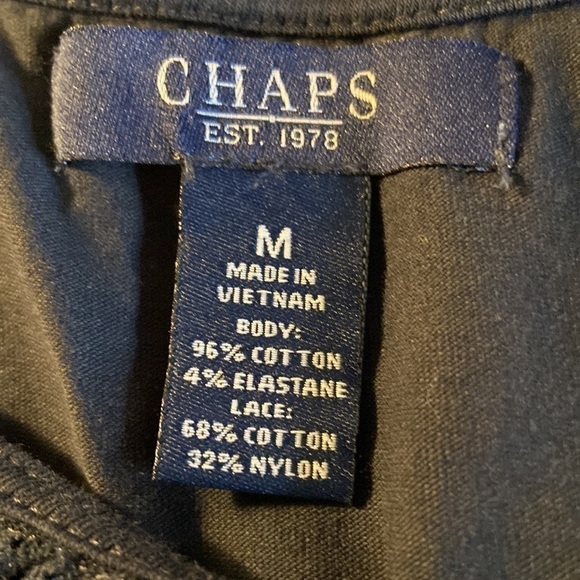 CHAPS
EST. 1978
M
MADE IN
VIETNAM
BODY:
96% COTTON
4% ELASTANE
LACE:
68% COTTON
32% NYLON